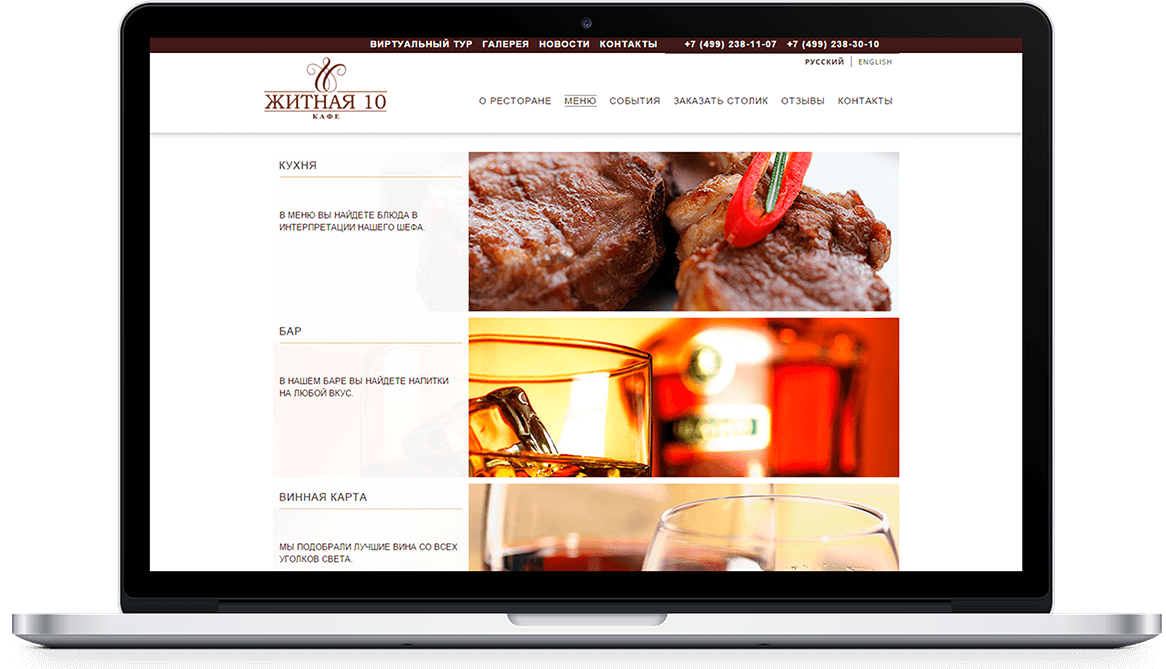 ВИРТУАЛЬНЫЙ ТУР ГАЛЕРЕЯ НОВОСТИ КОНТАКТЫ +7 (499) 238-11-07 +7 (499) 238-30-10
РУССКИЙ | ENGLISH
ЖИТНАЯ 10
КАФЕ
О РЕСТОРАНЕ МЕНЮ СОБЫТИЯ ЗАКАЗАТЬ СТОЛИК ОТЗЫВЫ КОНТАКТЫ
КУХНЯ
В МЕНЮ ВЫ НАЙДЕТЕ БЛЮДА В
ИНТЕРПРЕТАЦИИ НАШЕГО ШЕФА.
БАР
В НАШЕМ БАРЕ ВЫ НАЙДЕТЕ НАПИТКИ
НА ЛЮБОЙ ВКУС.
ВИННАЯ КАРТА
МЫ ПОДОБРАЛИ ЛУЧШИЕ ВИНА СО ВСЕХ
УГОЛКОВ СВЕТА.